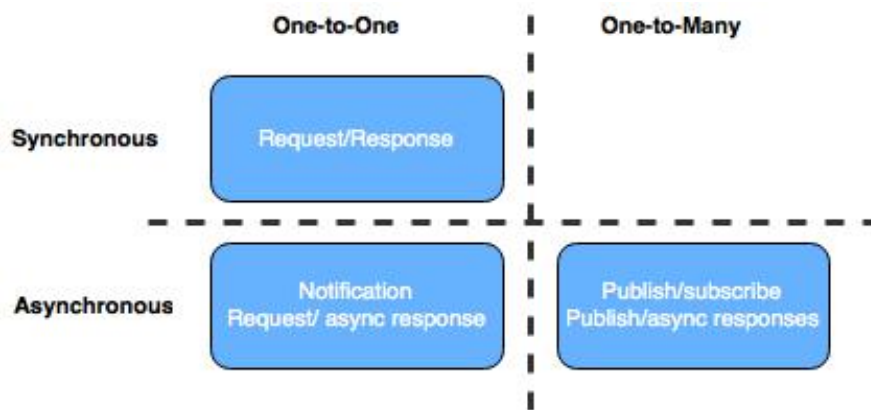 One-to-One
One-to-Many
Synchronous
Request/Response
Asynchronous
Notification
Request/ async response
Publish/subscribe
Publish/async responses